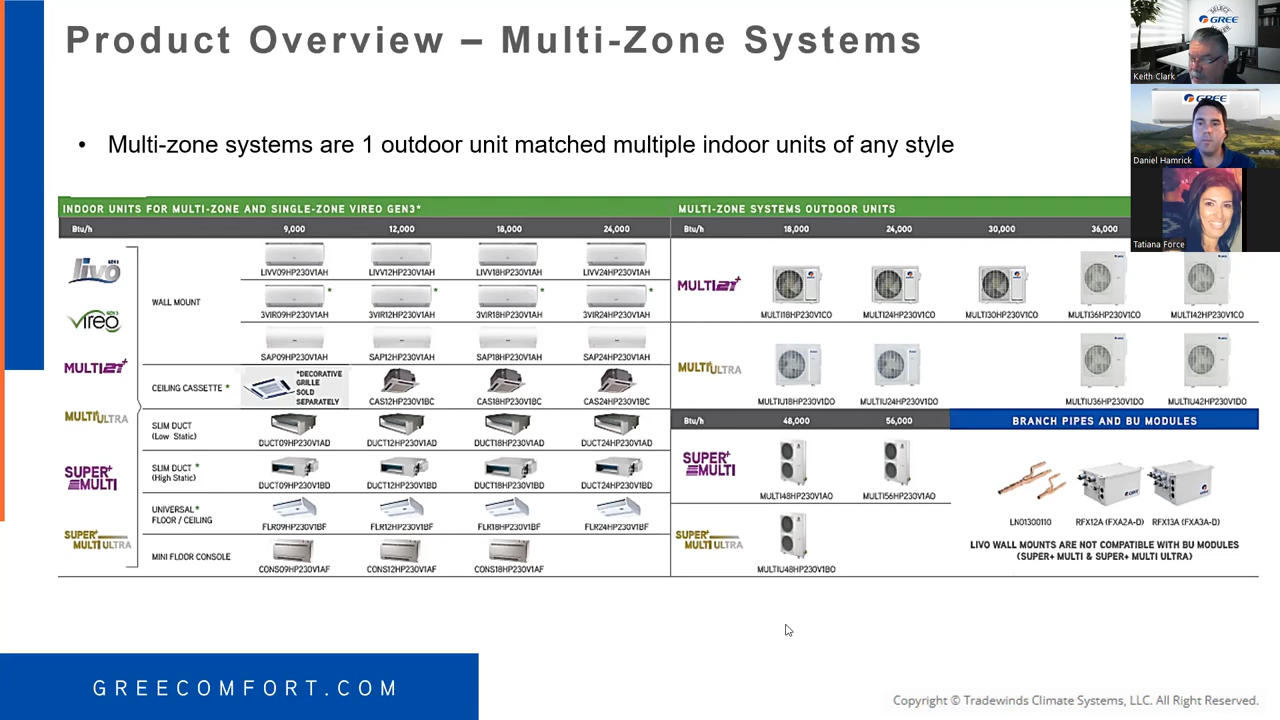 Product Overview – Multi-Zone Systems
• Multi-zone systems are 1 outdoor unit matched multiple indoor units of any style
SELECT
GREE
Keith Clark
GREE
Daniel Hamrick
Tatiana Force
INDOOR UNITS FOR MULTI-ZONE AND SINGLE-ZONE VIREO GEN3*
Btu/h 9,000 12,000 18,000 24,000
livo GEN3
vireo GEN3
MULTI21+
MULTI ULTRA
SUPER+ MULTI
SUPER+ MULTI ULTRA
WALL MOUNT
LIVV09HP230V1AH LIVV12HP230V1AH LIVV18HP230V1AH LIVV24HP230V1AH
* * * *
3VIR09HP230V1AH 3VIR12HP230V1AH 3VIR18HP230V1AH 3VIR24HP230V1AH
SAP09HP230V1AH SAP12HP230V1AH SAP18HP230V1AH SAP24HP230V1AH
CEILING CASSETTE *
*DECORATIVE
GRILLE
SOLD
SEPARATELY
CAS12HP230V1BC CAS18HP230V1BC CAS24HP230V1BC
SLIM DUCT
(Low Static)
DUCT09HP230V1AD DUCT12HP230V1AD DUCT18HP230V1AD DUCT24HP230V1AD
SLIM DUCT *
(High Static)
DUCT09HP230V1BD DUCT12HP230V1BD DUCT18HP230V1BD DUCT24HP230V1BD
UNIVERSAL *
FLOOR / CEILING
FLR09HP230V1BF FLR12HP230V1BF FLR18HP230V1BF FLR24HP230V1BF
MINI FLOOR CONSOLE
CONS09HP230V1AF CONS12HP230V1AF CONS18HP230V1AF
MULTI-ZONE SYSTEMS OUTDOOR UNITS
Btu/h 18,000 24,000 30,000 36,000
MULTI21+
MULTI18HP230V1CO MULTI24HP230V1CO MULTI30HP230V1CO MULTI36HP230V1CO MULTI42HP230V1CO
MULTI ULTRA
MULTIU18HP230V1DO MULTIU24HP230V1DO MULTIU36HP230V1DO MULTIU42HP230V1DO
Btu/h 48,000 56,000
SUPER+ MULTI
MULTI48HP230V1AO MULTI56HP230V1AO
SUPER+ MULTI ULTRA
MULTIU48HP230V1BO
BRANCH PIPES AND BU MODULES
LN01300110 RFX12A (FXA2A-D) RFX13A (FXA3A-D)
LIVO WALL MOUNTS ARE NOT COMPATIBLE WITH BU MODULES
(SUPER+ MULTI & SUPER+ MULTI ULTRA)
GREECOMFORT.COM
Copyright © Tradewinds Climate Systems, LLC. All Right Reserved.